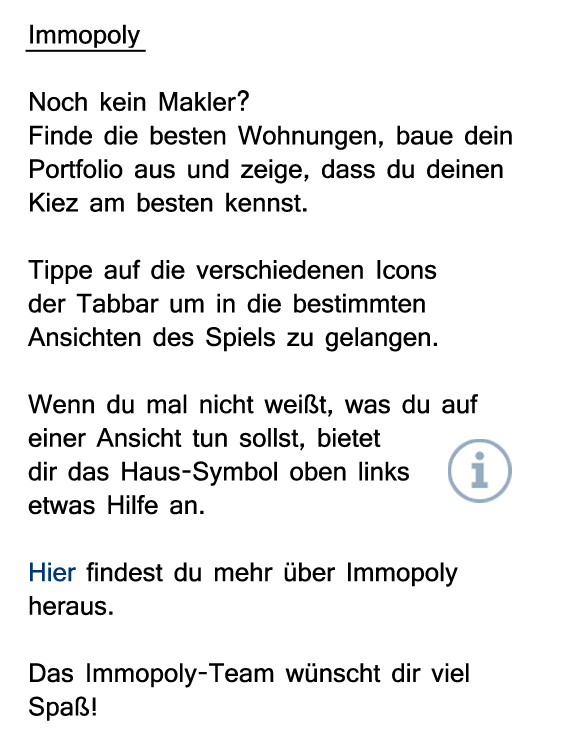 Immopoly
Noch kein Makler?
Finde die besten Wohnungen, baue dein
Portfolio aus und zeige, dass du deinen
Kiez am besten kennst.
Tippe auf die verschiedenen Icons
der Tabbar um in die bestimmten
Ansichten des Spiels zu gelangen.
Wenn du mal nicht weißt, was du auf
einer Ansicht tun sollst, bietet
dir das Haus-Symbol oben links
etwas Hilfe an.
Hier findest du mehr über Immopoly
heraus.
Das Immopoly-Team wünscht dir viel
Spaß!